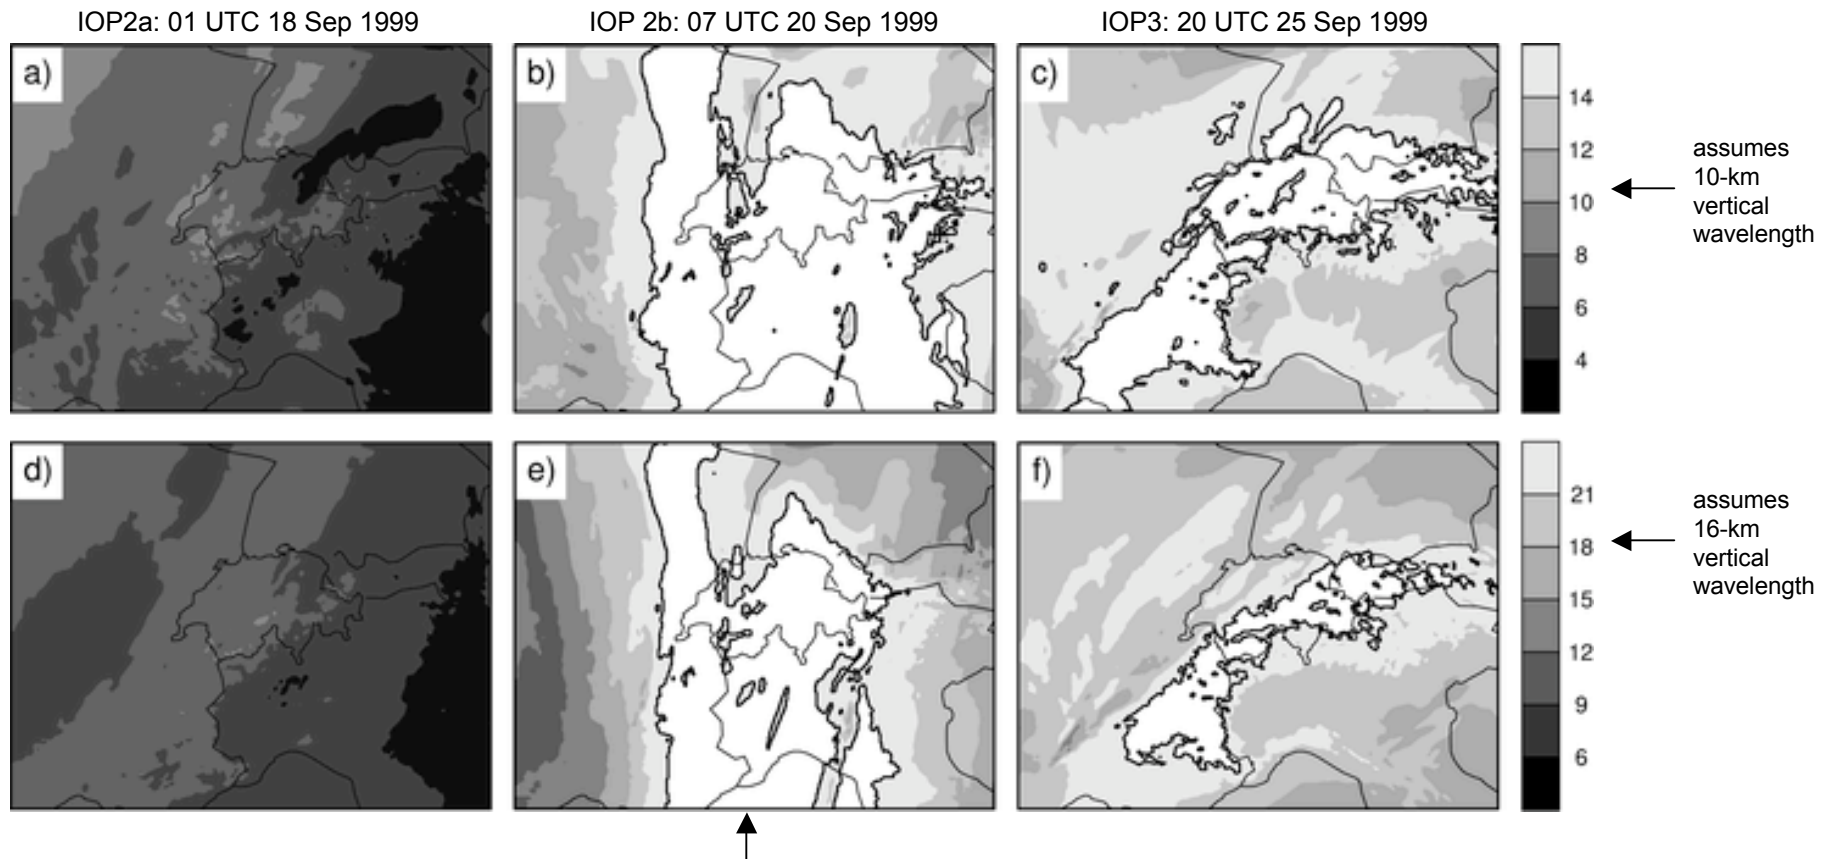 IOP2a: 01 UTC 18 Sep 1999
IOP 2b: 07 UTC 20 Sep 1999
IOP3: 20 UTC 25 Sep 1999
a)
b)
c)
14
12
10
8
6
4
assumes
10-km
vertical
wavelength
d)
e)
f)
21
18
15
12
9
6
assumes
16-km
vertical
wavelength